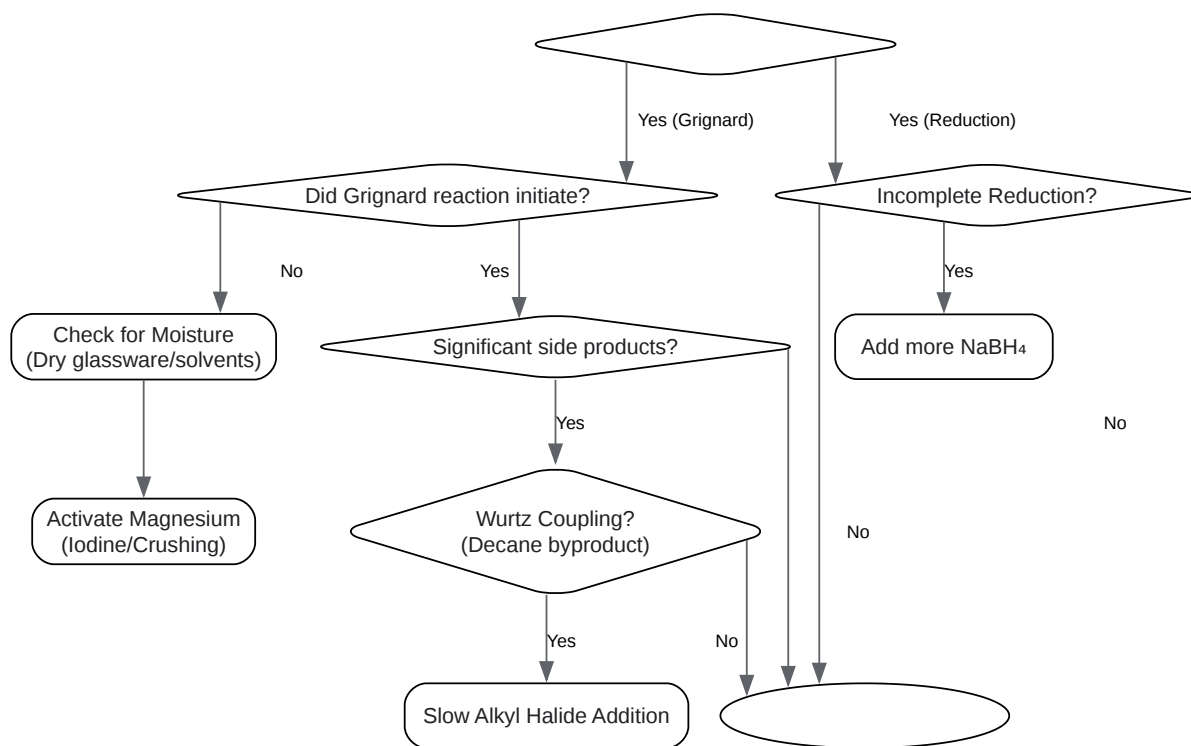 Yes (Grignard)
Yes (Reduction)
Did Grignard reaction initiate?
Incomplete Reduction?
No
Yes
Yes
Check for Moisture
(Dry glassware/solvents)
Significant side products?
Add more NaBH₄
Yes
No
Activate Magnesium
(Iodine/Crushing)
Wurtz Coupling?
(Decane byproduct)
No
Yes
No
Slow Alkyl Halide Addition